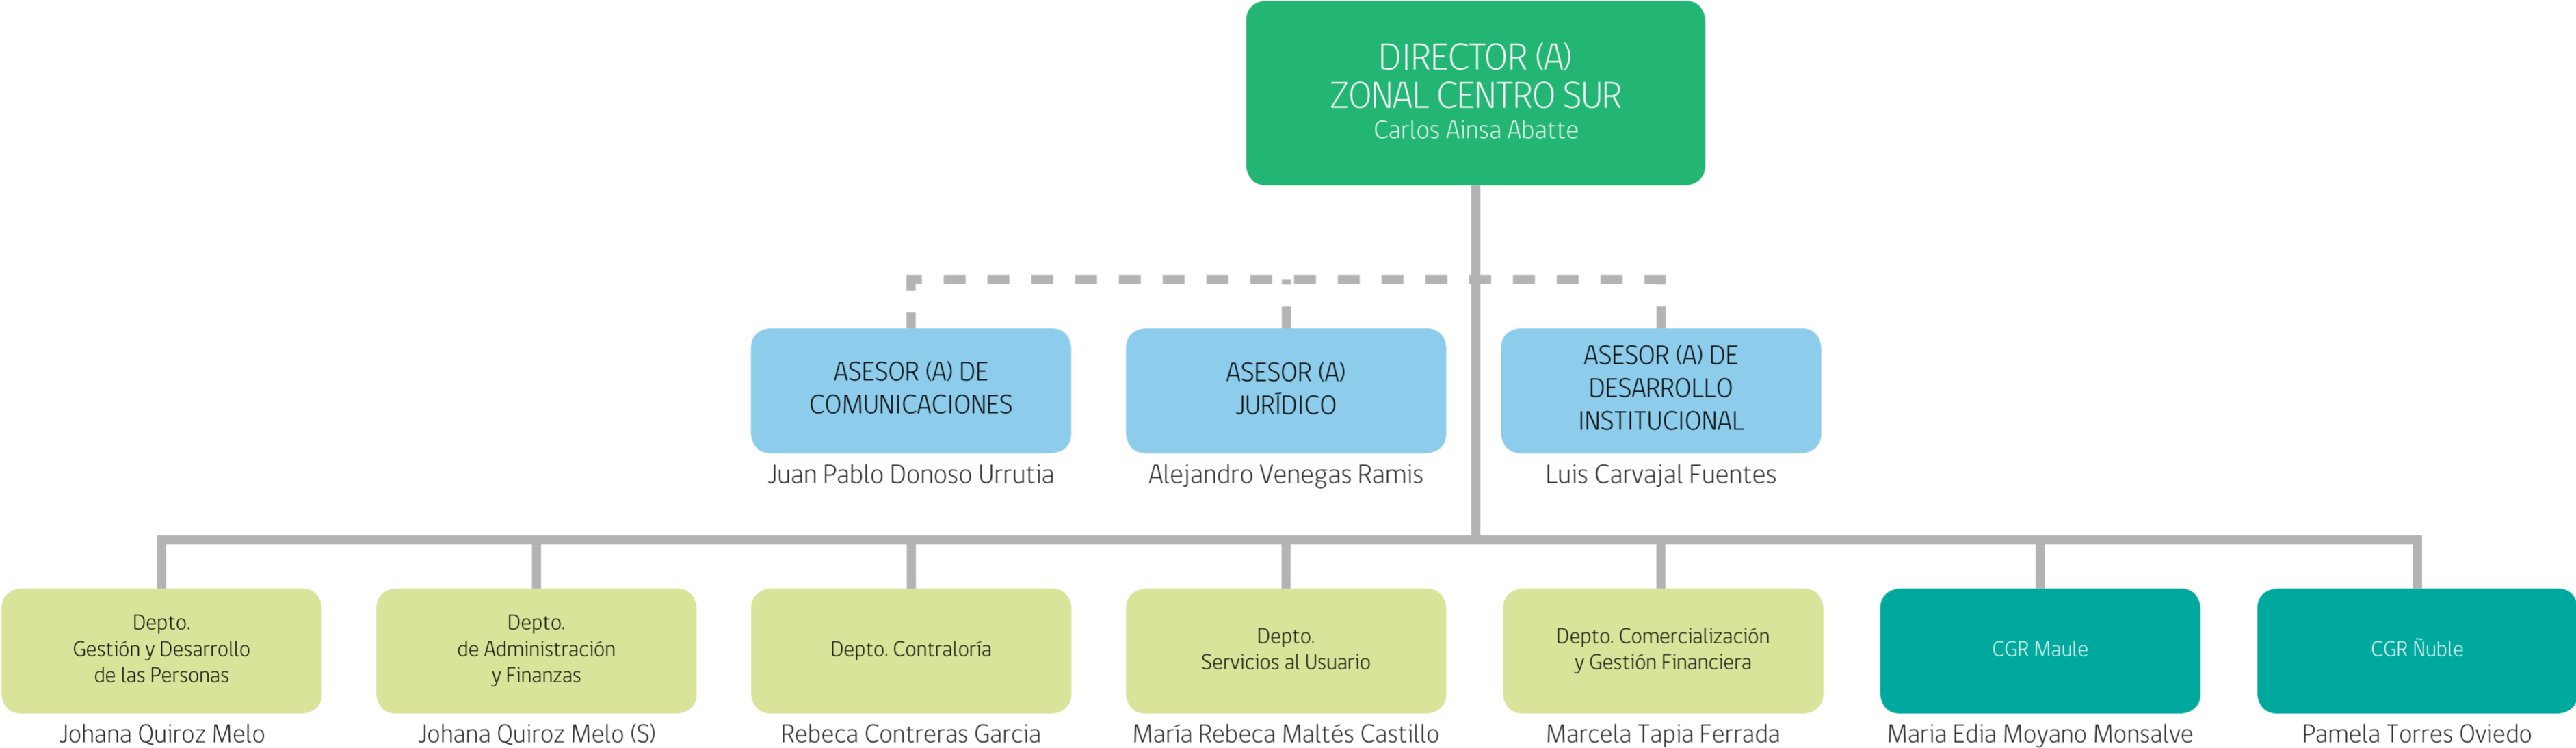 DIRECTOR (A)
ZONAL CENTRO SUR
Carlos Ainsa Abatte
ASESOR (A) DE
COMUNICACIONES
Juan Pablo Donoso Urrutia
ASESOR (A)
JURÍDICO
Alejandro Venegas Ramis
ASESOR (A) DE
DESARROLLO
INSTITUCIONAL
Luis Carvajal Fuentes
Depto.
Gestión y Desarrollo
de las Personas
Johana Quiroz Melo
Depto.
de Administración
y Finanzas
Johana Quiroz Melo (S)
Depto. Contraloría
Rebeca Contreras Garcia
Depto.
Servicios al Usuario
María Rebeca Maltés Castillo
Depto. Comercialización
y Gestión Financiera
Marcela Tapia Ferrada
CGR Maule
Maria Edia Moyano Monsalve
CGR Ñuble
Pamela Torres Oviedo